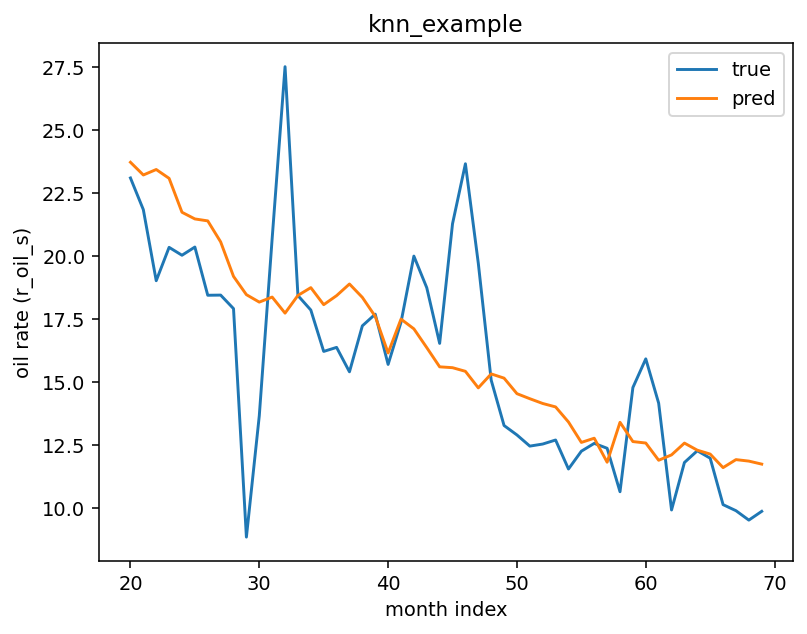 knn_example
true
pred
27.5
25.0
22.5
20.0
17.5
15.0
12.5
10.0
oil rate (r_oil_s)
20 30 40 50 60 70
month index